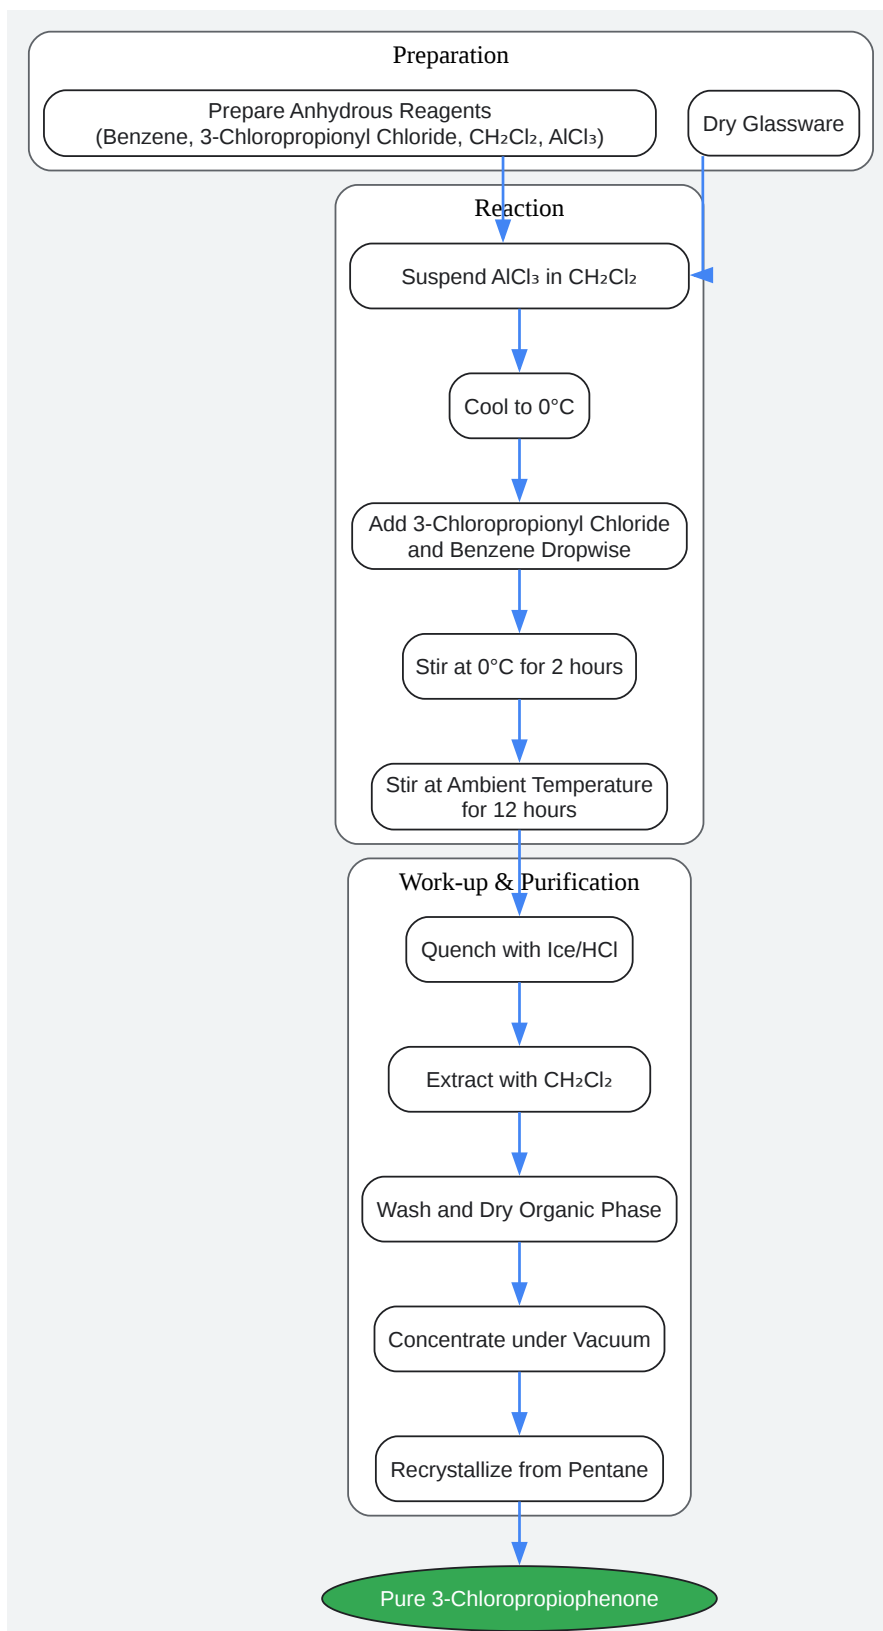 Preparation
Prepare Anhydrous Reagents
(Benzene, 3-Chloropropionyl Chloride, CH₂Cl₂, AlCl₃)
Dry Glassware
Reaction
Suspend AlCl₃ in CH₂Cl₂
Cool to 0°C
Add 3-Chloropropionyl Chloride
and Benzene Dropwise
Stir at 0°C for 2 hours
Stir at Ambient Temperature
for 12 hours
Work-up & Purification
Quench with Ice/HCl
Extract with CH₂Cl₂
Wash and Dry Organic Phase
Concentrate under Vacuum
Recrystallize from Pentane
Pure 3-Chloropropiophenone